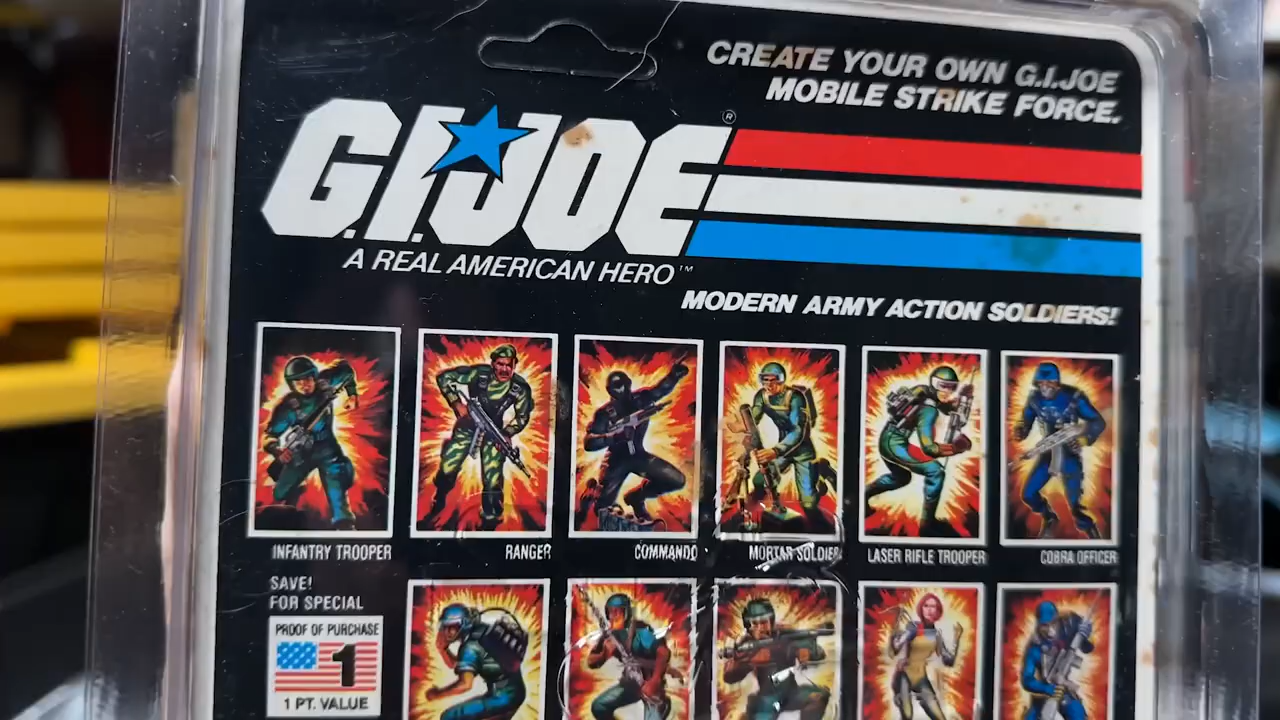 CREATE YOUR OWN G.I.JOE
MOBILE STRIKE FORCE.
G.I.JOE®
A REAL AMERICAN HERO™
MODERN ARMY ACTION SOLDIERS!
INFANTRY TROOPER
RANGER
COMMANDO
MORTAR SOLDIER
LASER RIFLE TROOPER
COBRA OFFICER
SAVE!
FOR SPECIAL
PROOF OF PURCHASE
1
1 PT. VALUE